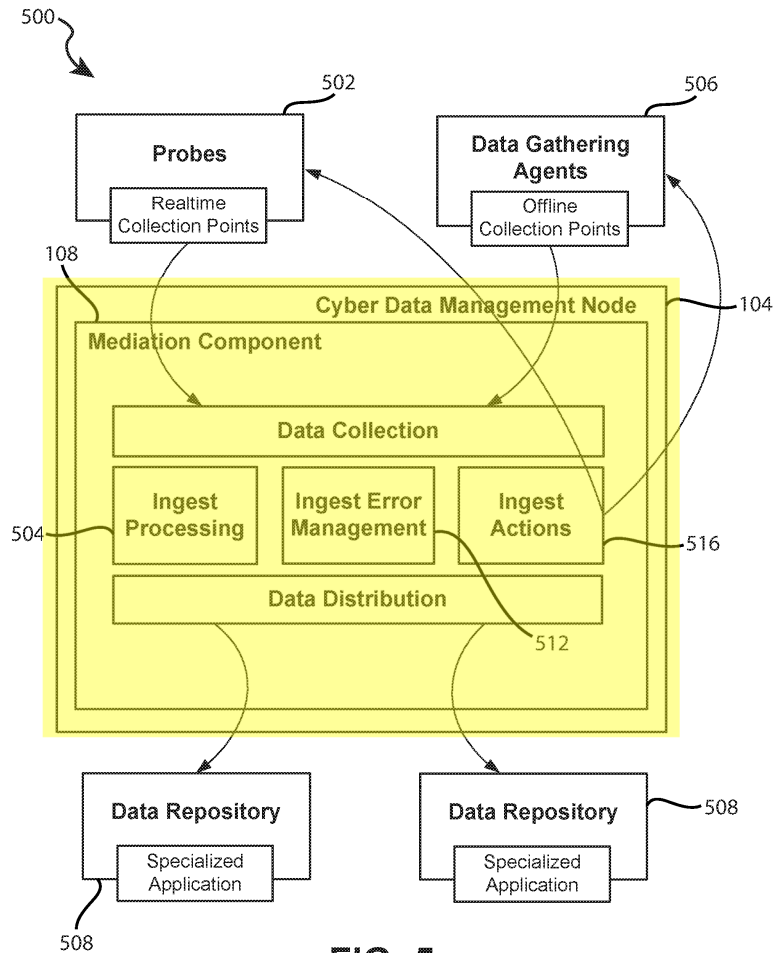 500
502
506
Probes
Data Gathering
Agents
Realtime
Collection Points
Offline
Collection Points
108
104
Cyber Data Management Node
Mediation Component
Data Collection
Ingest
Processing
Ingest Error
Management
Ingest
Actions
504
516
Data Distribution
512
Data Repository
Data Repository
508
Specialized
Application
Specialized
Application
508